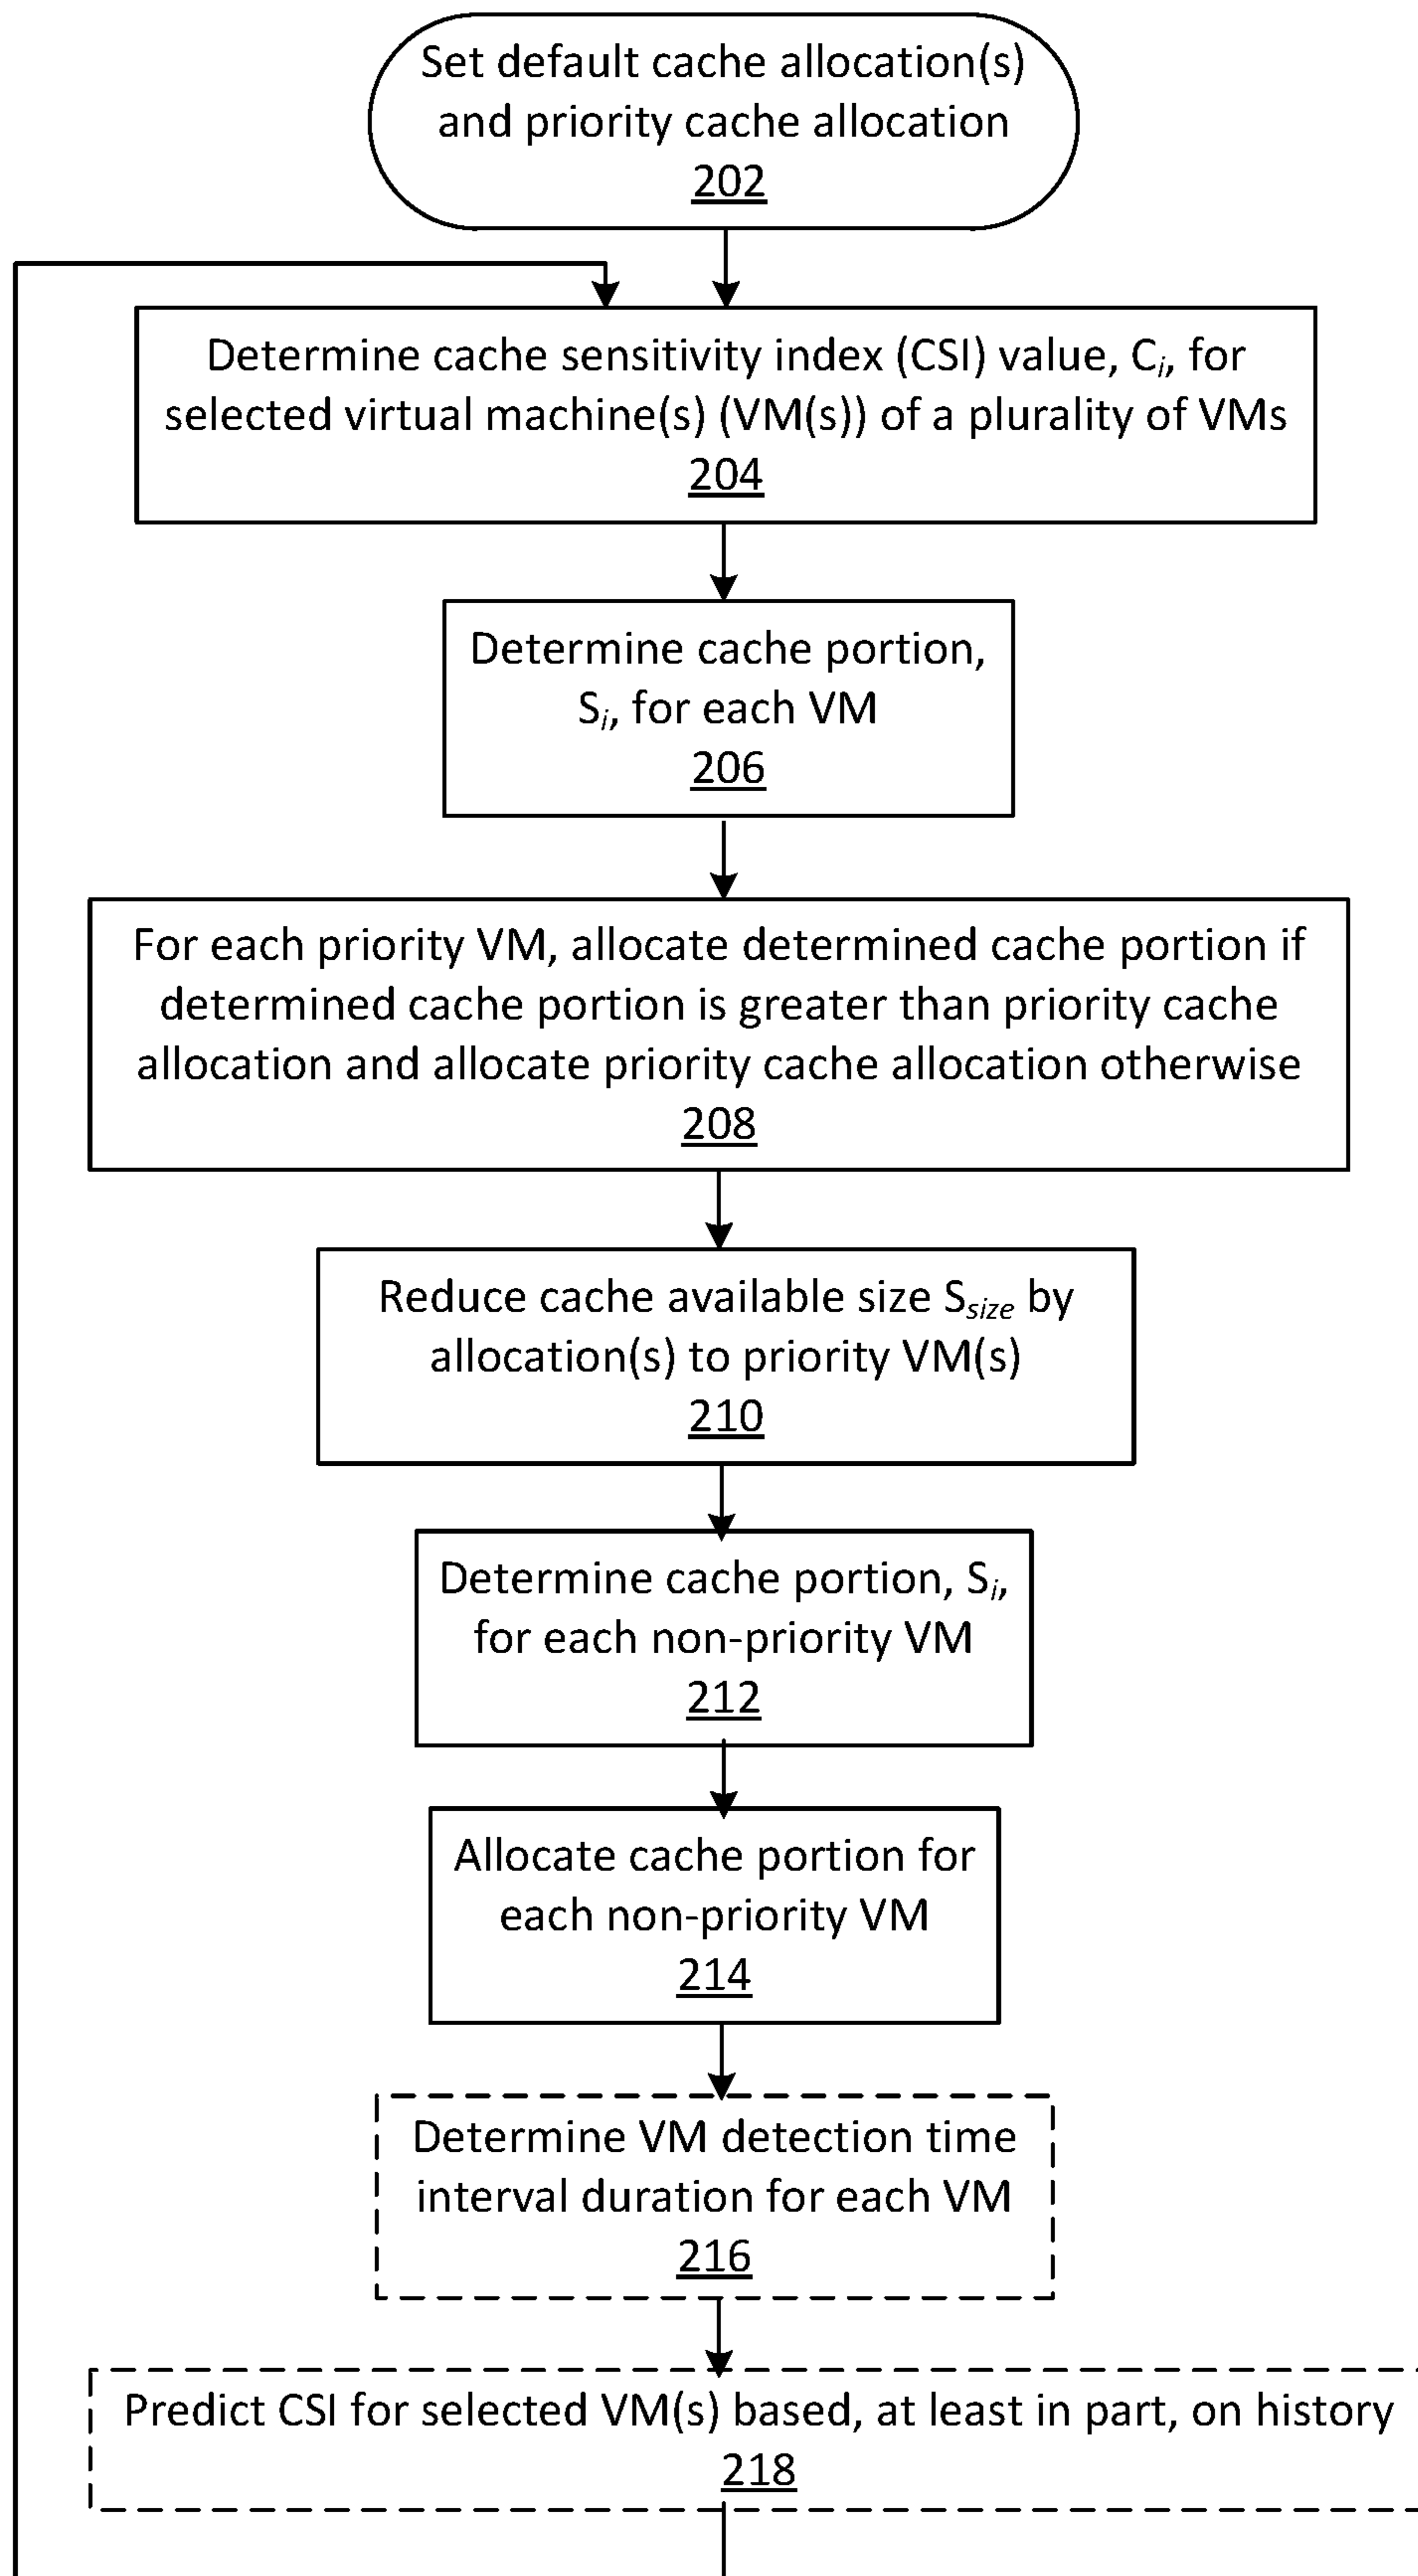 Set default cache allocation(s)
and priority cache allocation
202
Determine cache sensitivity index (CSI) value, Ci, for
selected virtual machine(s) (VM(s)) of a plurality of VMs
204
Determine cache portion,
Si, for each VM
206
For each priority VM, allocate determined cache portion if
determined cache portion is greater than priority cache
allocation and allocate priority cache allocation otherwise
208
Reduce cache available size Ssize by
allocation(s) to priority VM(s)
210
Determine cache portion, Si,
for each non-priority VM
212
Allocate cache portion for
each non-priority VM
214
Determine VM detection time
interval duration for each VM
216
Predict CSI for selected VM(s) based, at least in part, on history
218